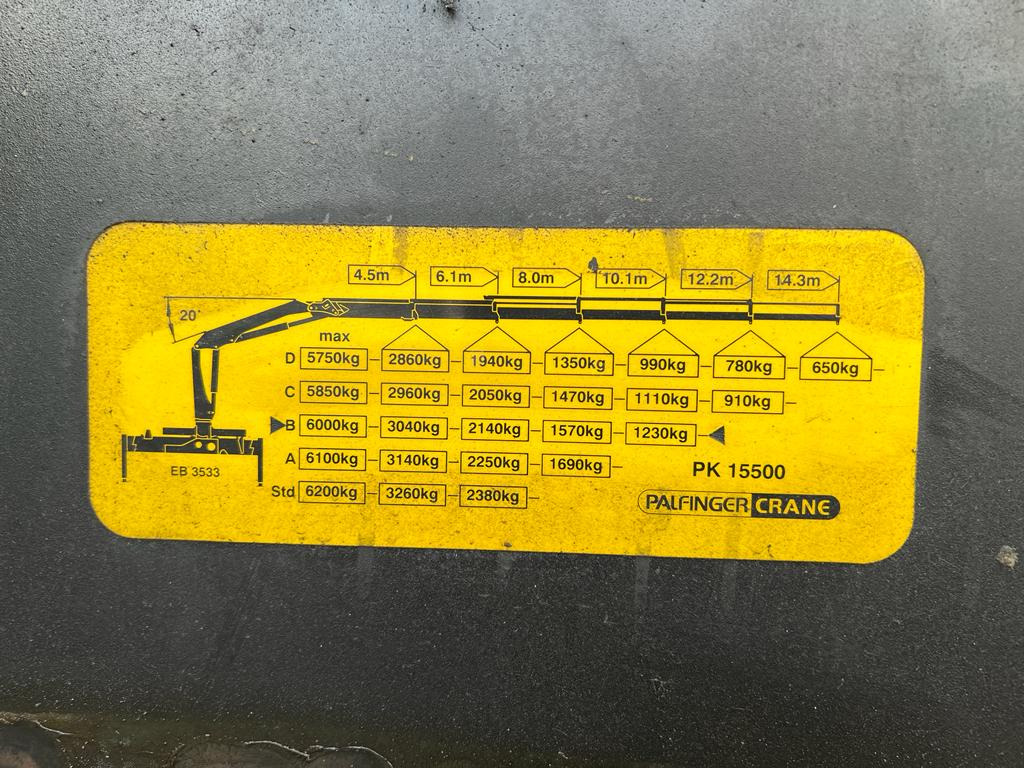 4.5m 6.1m 8.0m 10.1m 12.2m 14.3m
20°
max
D 5750kg 2860kg 1940kg 1350kg 990kg 780kg 650kg
C 5850kg 2960kg 2050kg 1470kg 1110kg 910kg
B 6000kg 3040kg 2140kg 1570kg 1230kg
A 6100kg 3140kg 2250kg 1690kg
EB 3533
PK 15500
Std 6200kg 3260kg 2380kg
PALFINGER CRANE